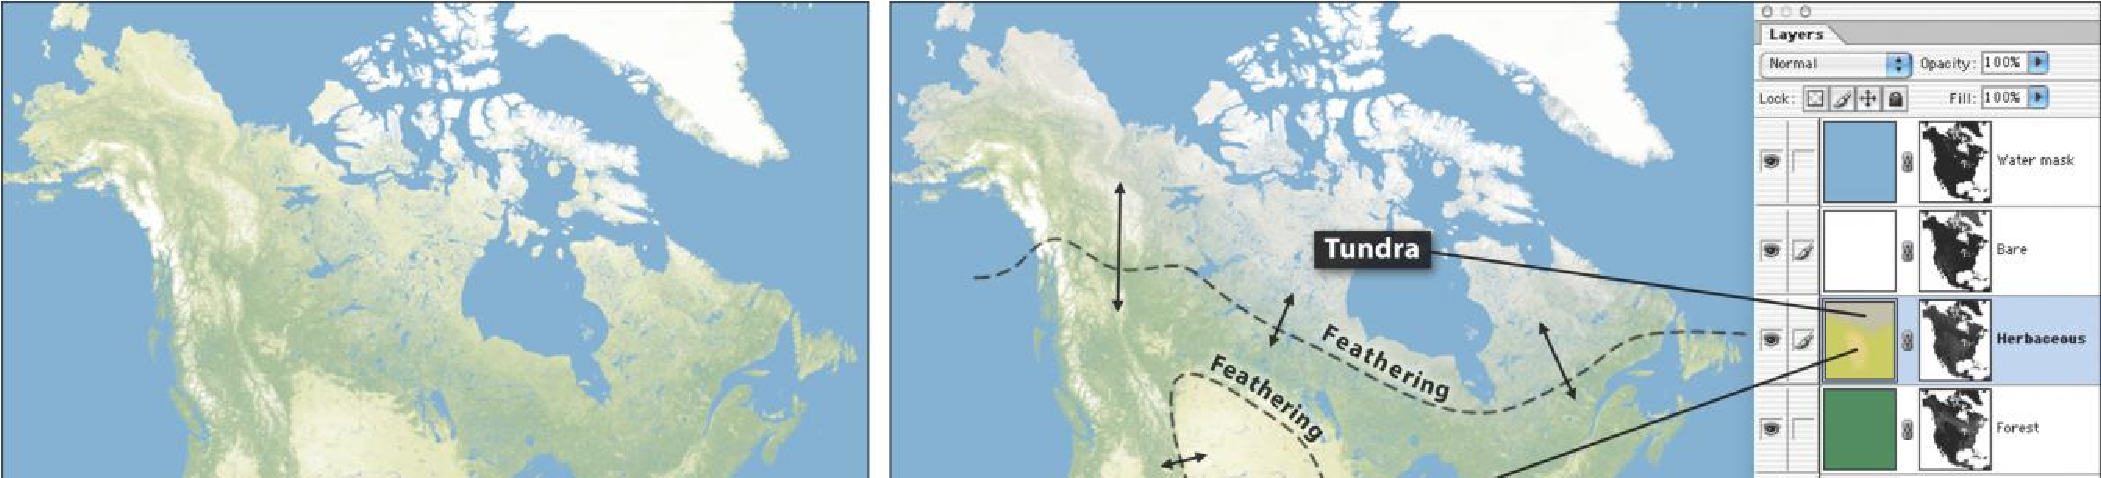 Layers
Normal
Opacity: 100%
Lock:
Fill: 100%
Water mask
Bare
Tundra
Herbaceous
Feathering
Feathering
Forest